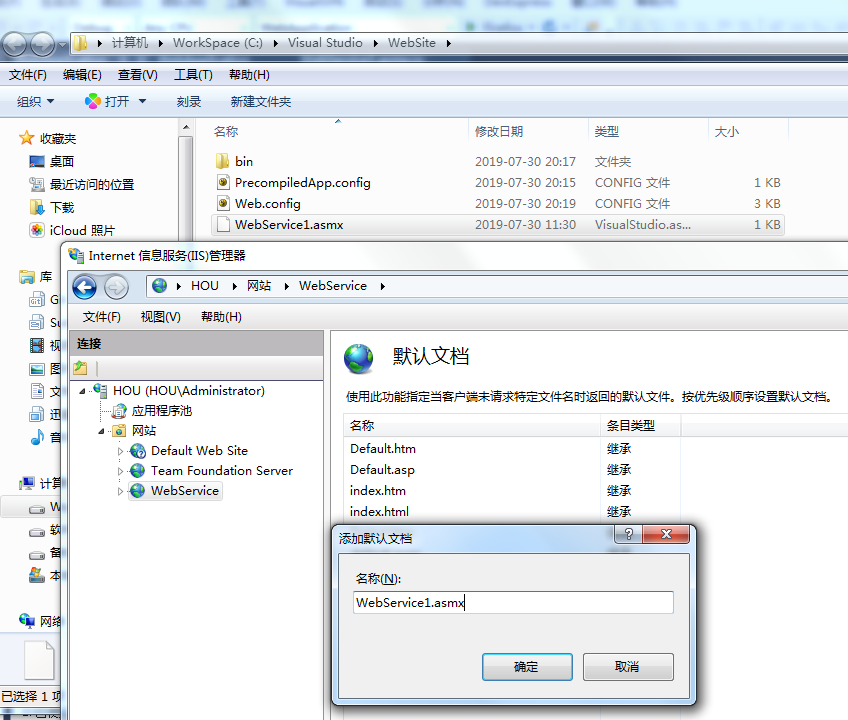 计算机 WorkSpace (C:) Visual Studio WebSite
文件(F) 编辑(E) 查看(V) 工具(T) 帮助(H)
组织 打开 刻录 新建文件夹
收藏夹
桌面
最近访问的位置
下载
iCloud 照片
库
名称 修改日期 类型 大小
bin 2019-07-30 20:17 文件夹
PrecompiledApp.config 2019-07-30 20:15 CONFIG 文件 1 KB
Web.config 2019-07-30 20:19 CONFIG 文件 3 KB
WebService1.asmx 2019-07-30 11:30 VisualStudio.as... 1 KB
Internet 信息服务(IIS)管理器
HOU 网站 WebService
文件(F) 视图(V) 帮助(H)
连接
HOU (HOU\Administrator)
应用程序池
网站
Default Web Site
Team Foundation Server
WebService
默认文档
使用此功能指定当客户端未请求特定文件名时返回的默认文件。按优先级顺序设置默认文档。
名称 条目类型
Default.htm 继承
Default.asp 继承
index.htm 继承
index.html 继承
添加默认文档
名称(N):
WebService1.asmx
确定 取消
计算
网络
已选择 1 项